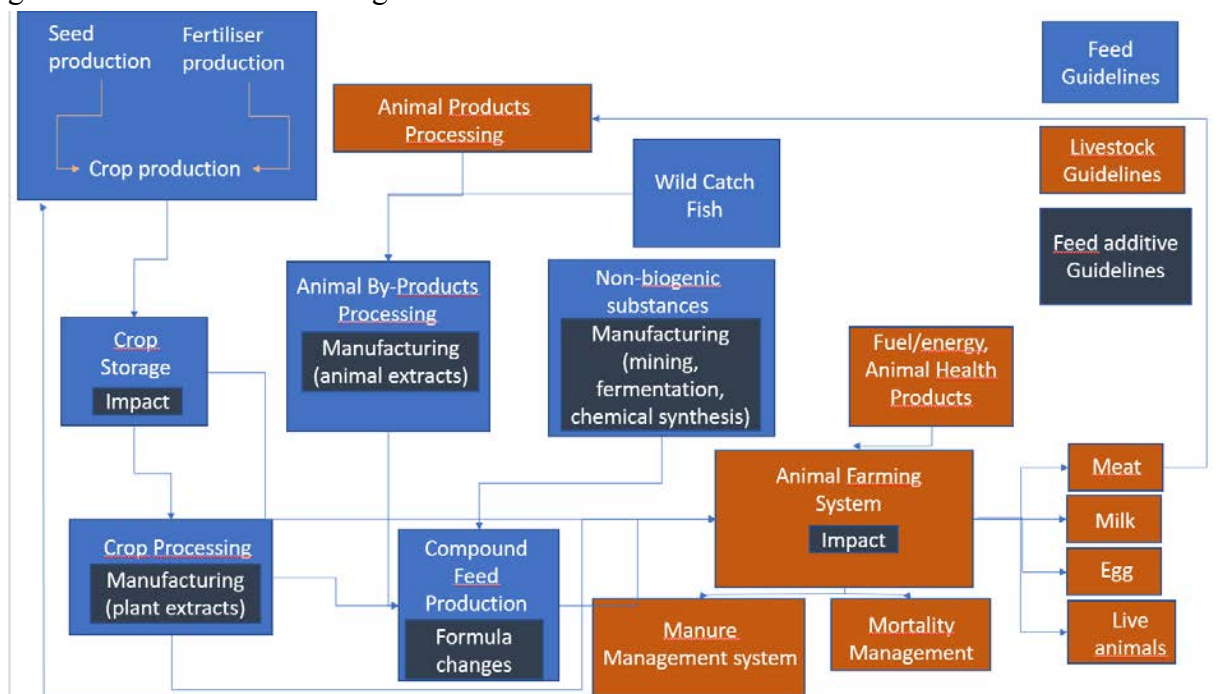 Seed
production
Fertiliser
production
Crop production
Animal Products
Processing
Wild Catch
Fish
Feed
Guidelines
Livestock
Guidelines
Feed additive
Guidelines
Animal By-Products
Processing
Manufacturing
(animal extracts)
Non-biogenic
substances
Manufacturing
(mining,
fermentation,
chemical synthesis)
Crop
Storage
Impact
Fuel/energy,
Animal Health
Products
Animal Farming
System
Impact
Meat
Milk
Egg
Live
animals
Crop Processing
Manufacturing
(plant extracts)
Compound
Feed
Production
Formula
changes
Manure
Management system
Mortality
Management